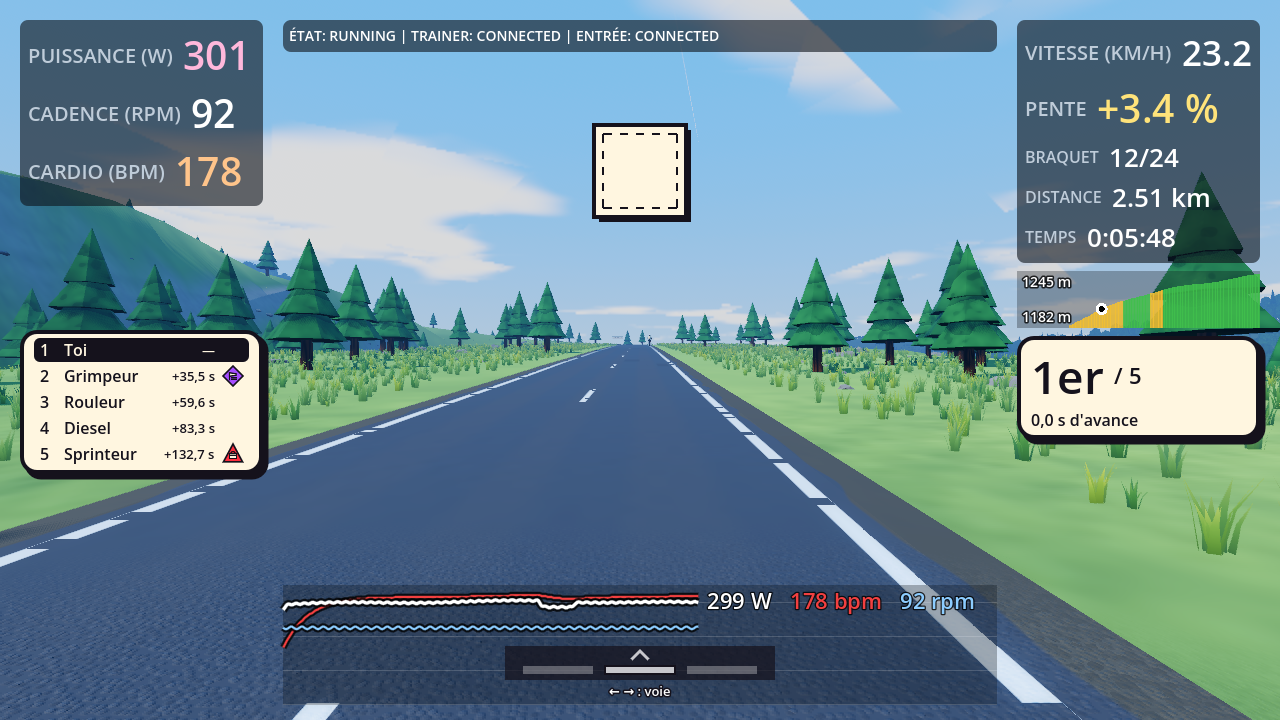 PUISSANCE (W) 301
CADENCE (RPM) 92
CARDIO (BPM) 178
ÉTAT: RUNNING | TRAINER: CONNECTED | ENTRÉE: CONNECTED
VITESSE (KM/H) 23.2
PENTE +3.4 %
BRAQUET 12/24
DISTANCE 2.51 km
TEMPS 0:05:48
1245 m
1182 m
1 Toi —
2 Grimpeur +35,5 s
3 Rouleur +59,6 s
4 Diesel +83,3 s
5 Sprinteur +132,7 s
1er / 5
0,0 s d'avance
299 W 178 bpm 92 rpm
← → : voie